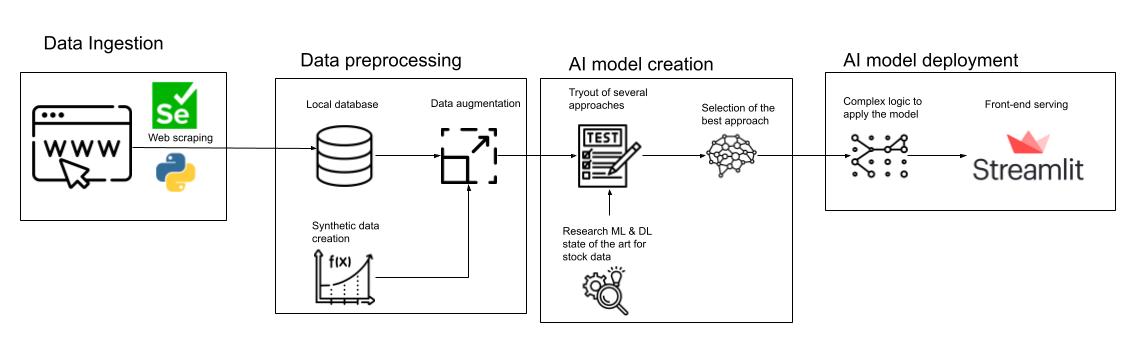 Data Ingestion
Se
Web scraping
WWW
Data preprocessing
Local database
Data augmentation
Synthetic data
creation
f(x)
AI model creation
Tryout of several
approaches
TEST
Selection of the
best approach
Research ML & DL
state of the art for
stock data
AI model deployment
Complex logic to
apply the model
Front-end serving
Streamlit